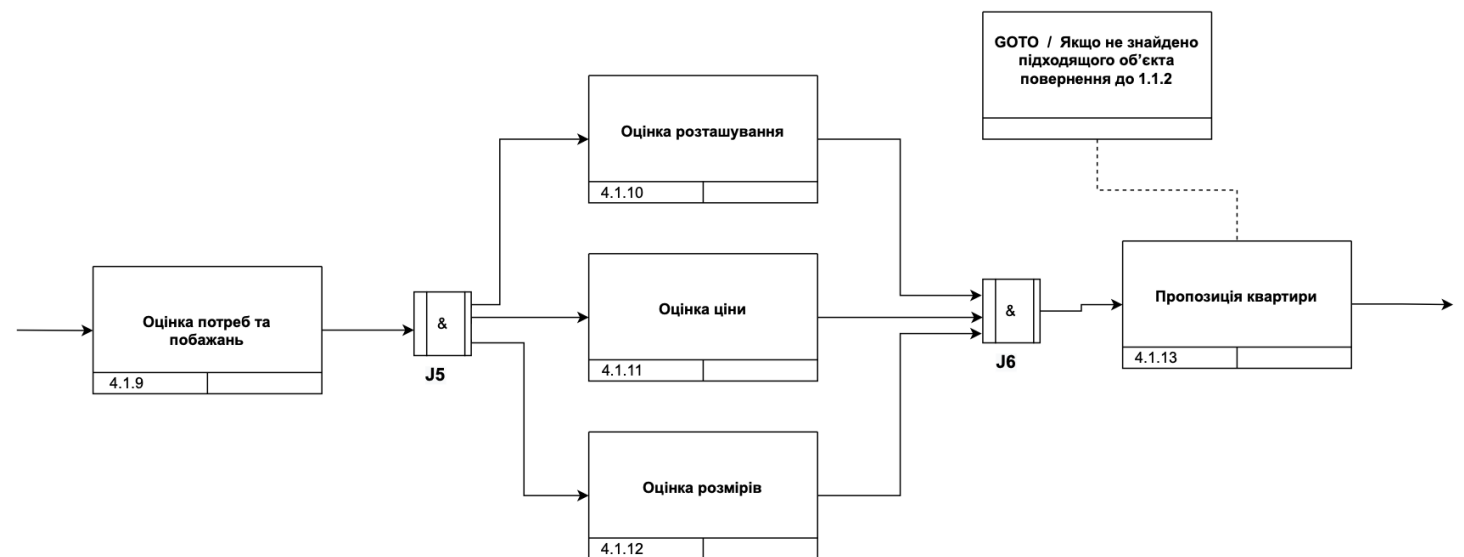 GOTO / Якщо не знайдено
підходящого об’єкта
повернення до 1.1.2
Оцінка розташування
4.1.10
Оцінка потреб та
побажань
4.1.9
&
J5
Оцінка ціни
4.1.11
&
J6
Пропозиція квартири
4.1.13
Оцінка розмірів
4.1.12